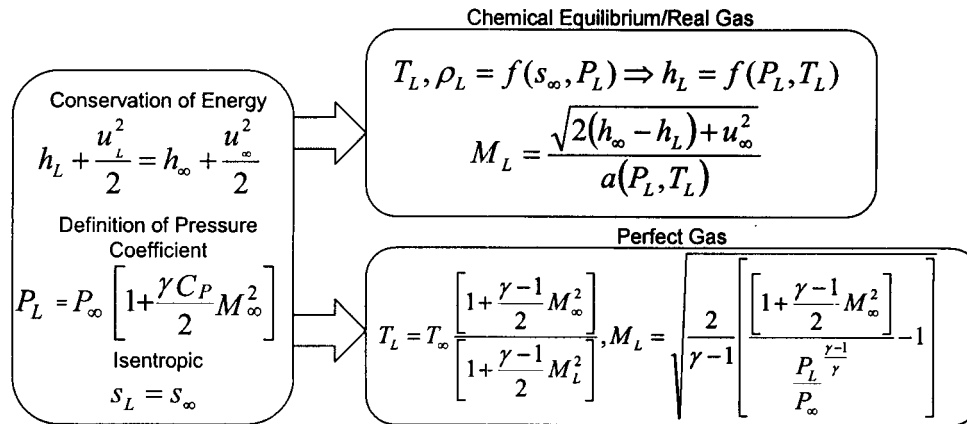 Conservation of Energy
h_L + u_L^2/2 = h_∞ + u_∞^2/2
Definition of Pressure
Coefficient
P_L = P_∞ [1 + γ C_P/2 M_∞^2]
Isentropic
s_L = s_∞
Chemical Equilibrium/Real Gas
T_L, ρ_L = f(s_∞, P_L) ⇒ h_L = f(P_L, T_L)
M_L = √(2(h_∞ − h_L) + u_∞^2) / a(P_L, T_L)
Perfect Gas
T_L = T_∞ [1 + γ−1/2 M_∞^2] / [1 + γ−1/2 M_L^2], M_L = √(2/γ−1 [[1 + γ−1/2 M_∞^2] / (P_L/P_∞)^(γ−1/γ) − 1])